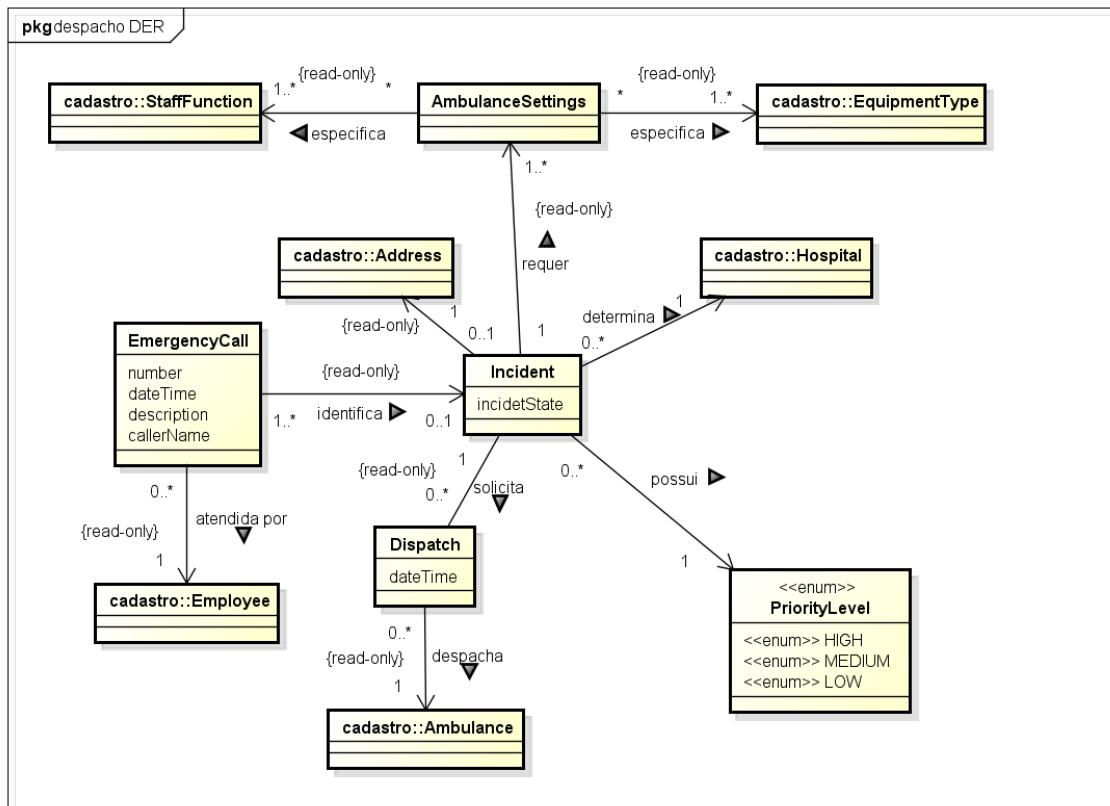 pkg despacho DER
{read-only}
{read-only}
1..*
*
*
1..*
cadastro::StaffFunction
AmbulanceSettings
cadastro::EquipmentType
especifica
especifica
1..*
{read-only}
cadastro::Address
cadastro::Hospital
requer
1
determina
1
{read-only}
0..1
1
0..*
EmergencyCall
number
dateTime
description
callerName
{read-only}
Incident
incidetState
identifica
1..*
0..1
{read-only}
1
0..*
0..*
solicita
possui
0..*
{read-only}
atendida por
1
Dispatch
dateTime
1
cadastro::Employee
<<enum>>
PriorityLevel
<<enum>> HIGH
<<enum>> MEDIUM
<<enum>> LOW
0..*
{read-only}
despacha
1
cadastro::Ambulance